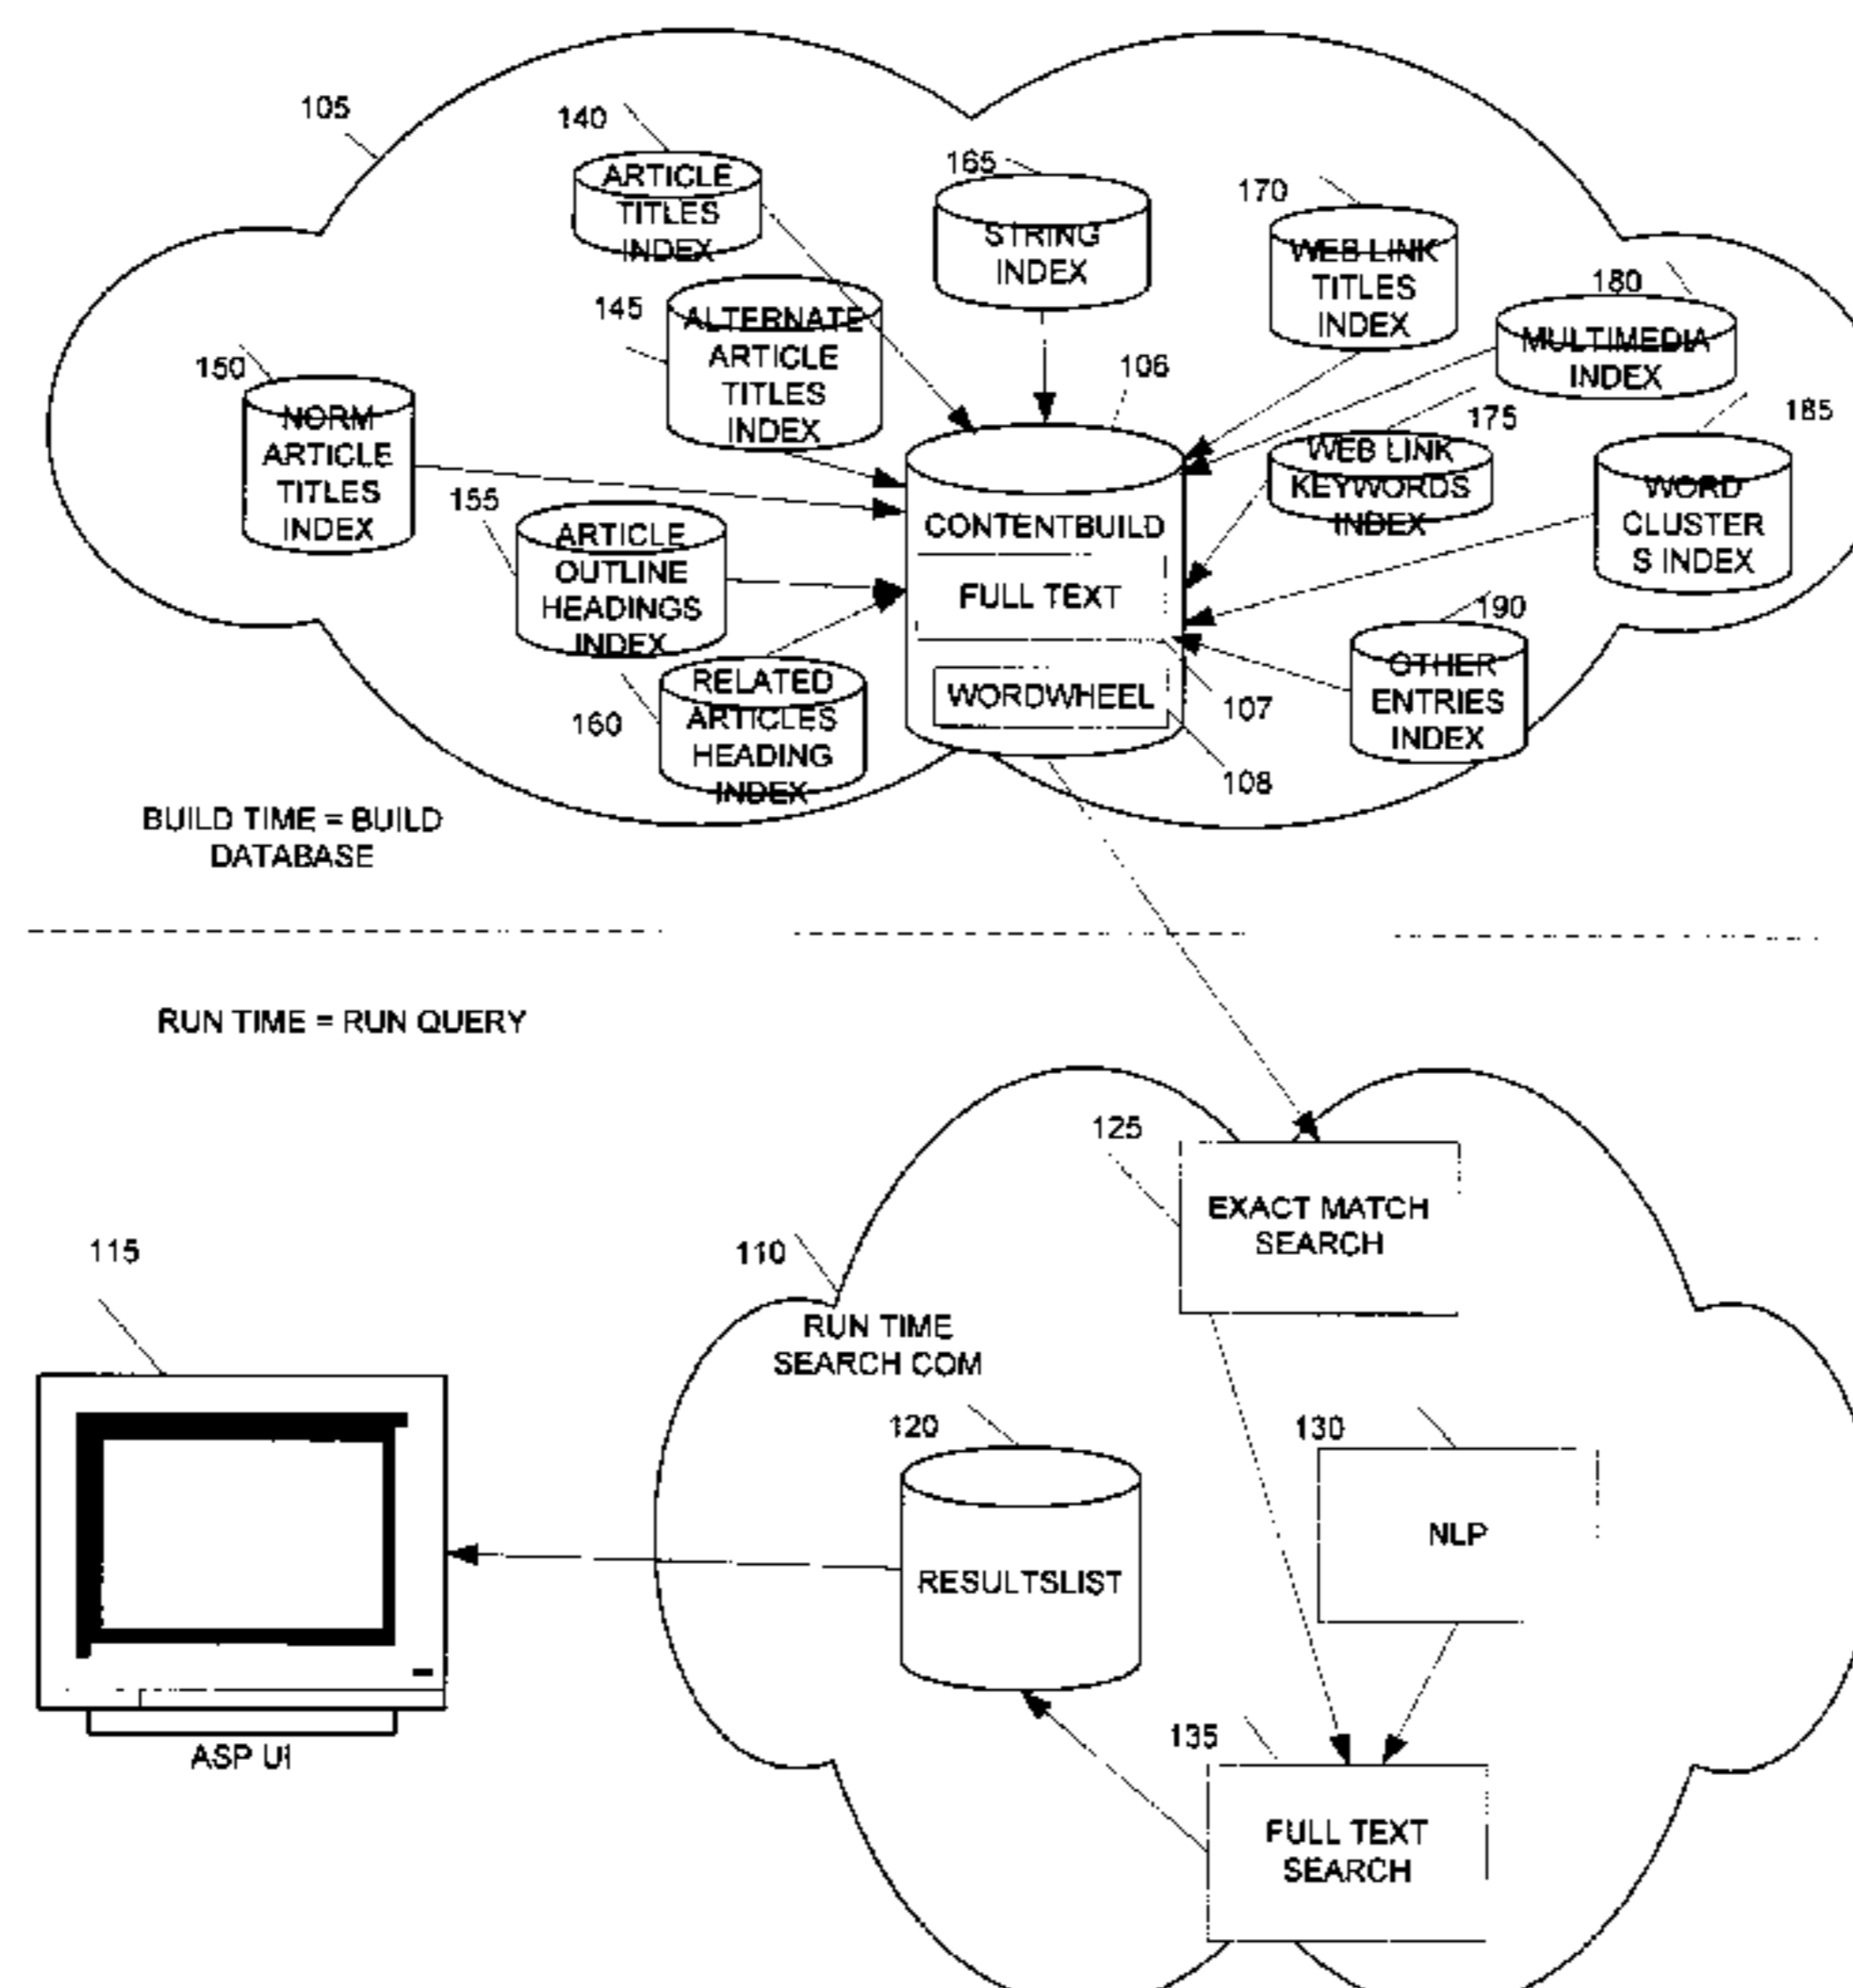 105
140
ARTICLE
TITLES
INDEX
165
STRING
INDEX
170
WEB LINK
TITLES
INDEX
180
MULTIMEDIA
INDEX
145
ALTERNATE
ARTICLE
TITLES
INDEX
150
NORM
ARTICLE
TITLES
INDEX
106
CONTENTBUILD
FULL TEXT
WORDWHEEL
107
108
175
WEB LINK
KEYWORDS
INDEX
185
WORD
CLUSTER
S INDEX
155
ARTICLE
OUTLINE
HEADINGS
INDEX
160
RELATED
ARTICLES
HEADING
INDEX
190
OTHER
ENTRIES
INDEX
BUILD TIME = BUILD
DATABASE
RUN TIME = RUN QUERY
125
EXACT MATCH
SEARCH
115
ASP UI
110
RUN TIME
SEARCH COM
120
RESULTSLIST
130
NLP
135
FULL TEXT
SEARCH